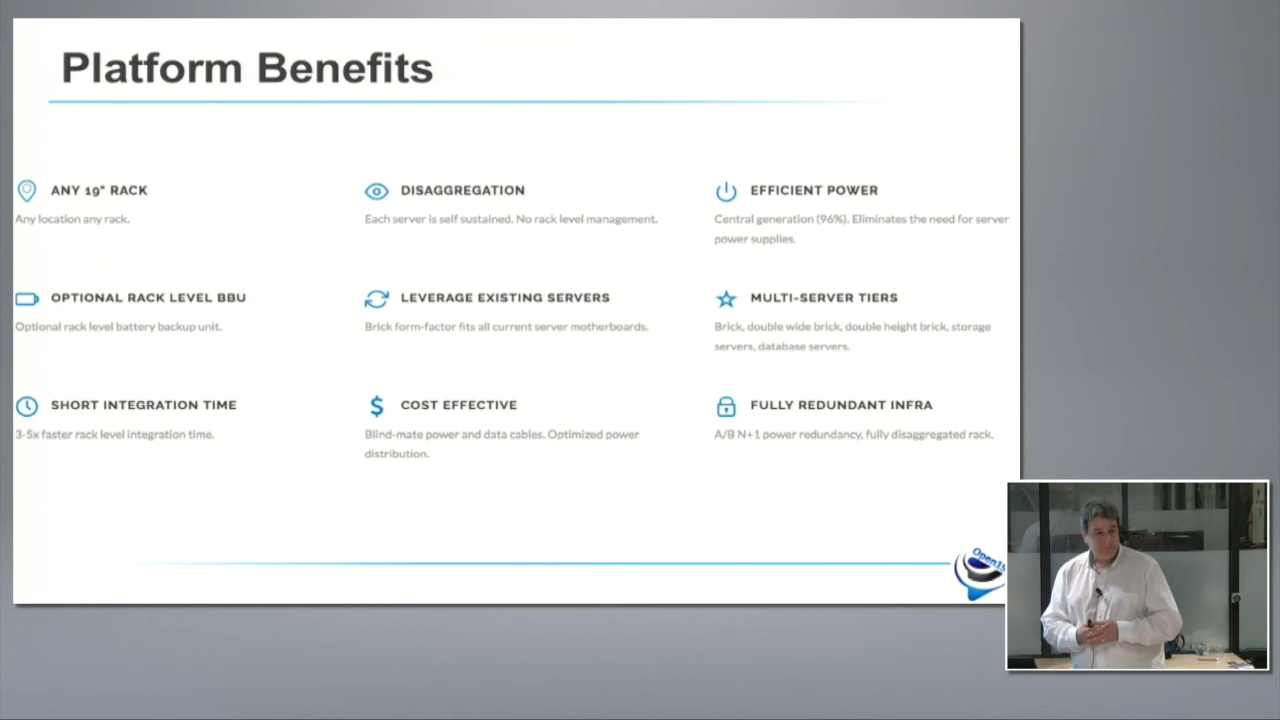 Platform Benefits
ANY 19" RACK
Any location any rack.
DISAGGREGATION
Each server is self sustained. No rack level management.
EFFICIENT POWER
Central generation (96%). Eliminates the need for server
power supplies.
OPTIONAL RACK LEVEL BBU
Optional rack level battery backup unit.
LEVERAGE EXISTING SERVERS
Brick form-factor fits all current server motherboards.
MULTI-SERVER TIERS
Brick, double wide brick, double height brick, storage
servers, database servers.
SHORT INTEGRATION TIME
3-5x faster rack level integration time.
COST EFFECTIVE
Blind-mate power and data cables. Optimized power
distribution.
FULLY REDUNDANT INFRA
A/B N+1 power redundancy, fully disaggregated rack.